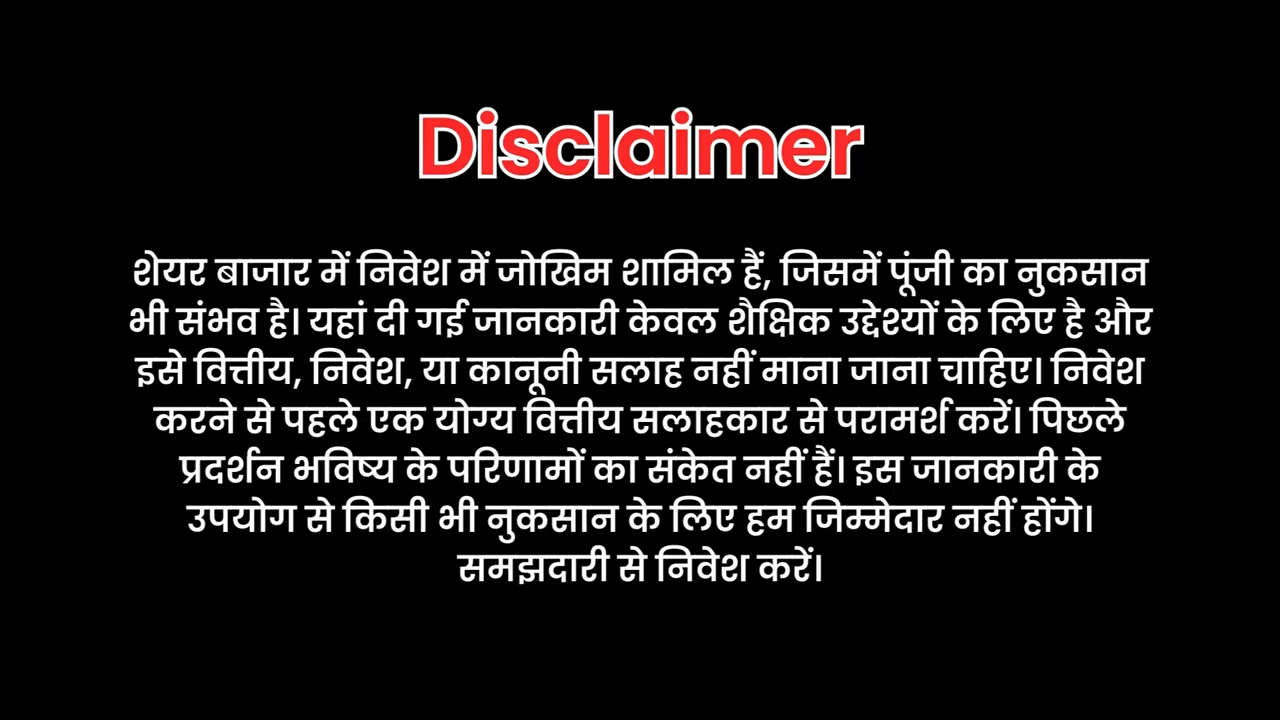 Disclaimer
शेयर बाजार में निवेश में जोखिम शामिल हैं, जिसमें पूंजी का नुकसान
भी संभव है। यहां दी गई जानकारी केवल शैक्षिक उद्देश्यों के लिए है और
इसे वित्तीय, निवेश, या कानूनी सलाह नहीं माना जाना चाहिए। निवेश
करने से पहले एक योग्य वित्तीय सलाहकार से परामर्श करें। पिछले
प्रदर्शन भविष्य के परिणामों का संकेत नहीं हैं। इस जानकारी के
उपयोग से किसी भी नुकसान के लिए हम जिम्मेदार नहीं होंगे।
समझदारी से निवेश करें।